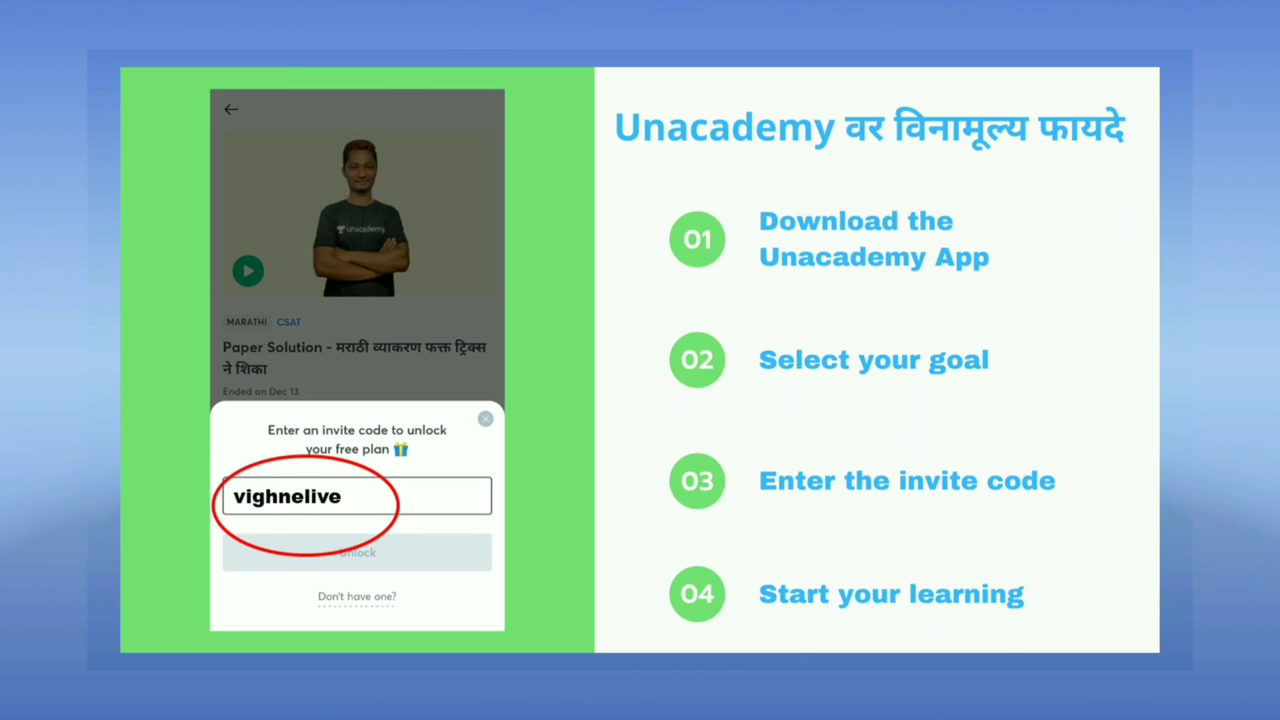 Unacademy वर विनामूल्य फायदे
unacademy
MARATHI CSAT
Paper Solution - मराठी व्याकरण फक्त ट्रिक्स
ने शिका
Ended on Dec 13
Enter an invite code to unlock
your free plan
vighnelive
Unlock
Don't have one?
01 Download the
Unacademy App
02 Select your goal
03 Enter the invite code
04 Start your learning